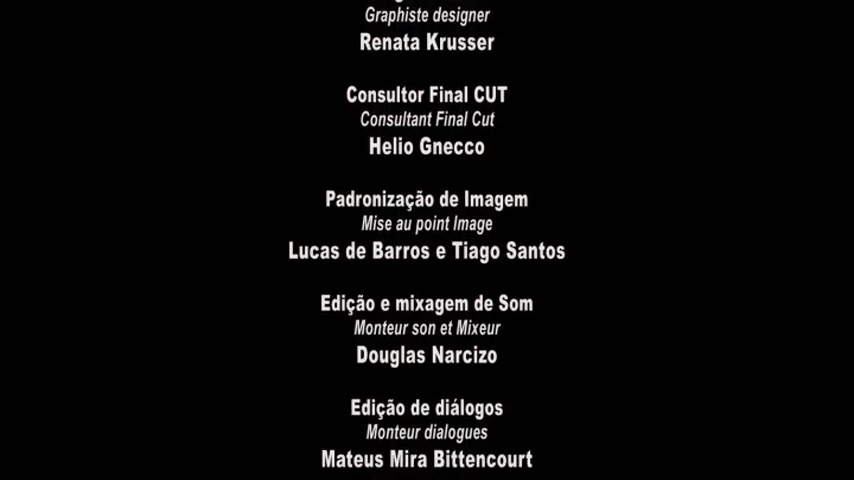 Graphiste designer
Renata Krusser
Consultor Final CUT
Consultant Final Cut
Helio Gnecco
Padronização de Imagem
Mise au point Image
Lucas de Barros e Tiago Santos
Edição e mixagem de Som
Monteur son et Mixeur
Douglas Narcizo
Edição de diálogos
Monteur dialogues
Mateus Mira Bittencourt